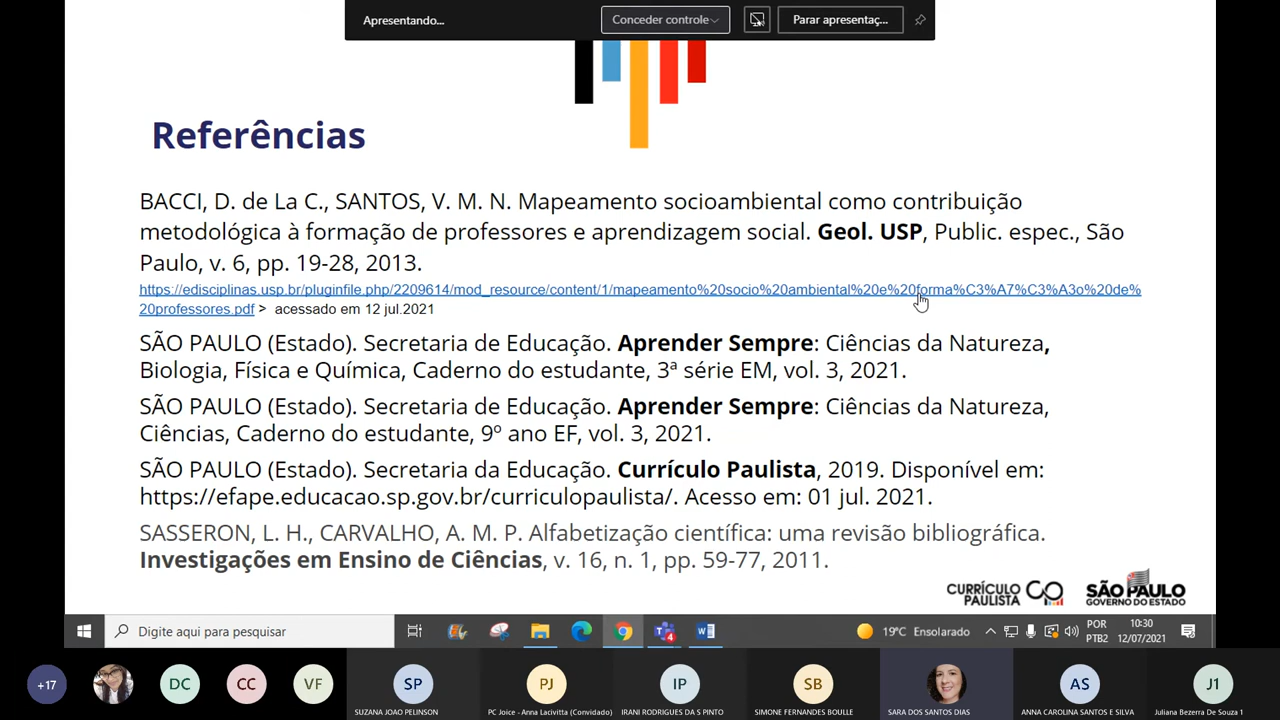 Apresentando...
Conceder controle
Parar apresentaç...
Referências
BACCI, D. de La C., SANTOS, V. M. N. Mapeamento socioambiental como contribuição
metodológica à formação de professores e aprendizagem social. Geol. USP, Public. espec., São
Paulo, v. 6, pp. 19-28, 2013.
https://edisciplinas.usp.br/pluginfile.php/2209614/mod_resource/content/1/mapeamento%20socio%20ambiental%20e%20forma%C3%A7%C3%A3o%20de%
20professores.pdf > acessado em 12 jul.2021
SÃO PAULO (Estado). Secretaria de Educação. Aprender Sempre: Ciências da Natureza,
Biologia, Física e Química, Caderno do estudante, 3ª série EM, vol. 3, 2021.
SÃO PAULO (Estado). Secretaria de Educação. Aprender Sempre: Ciências da Natureza,
Ciências, Caderno do estudante, 9º ano EF, vol. 3, 2021.
SÃO PAULO (Estado). Secretaria da Educação. Currículo Paulista, 2019. Disponível em:
https://efape.educacao.sp.gov.br/curriculopaulista/. Acesso em: 01 jul. 2021.
SASSERON, L. H., CARVALHO, A. M. P. Alfabetização científica: uma revisão bibliográfica.
Investigações em Ensino de Ciências, v. 16, n. 1, pp. 59-77, 2011.
CURRÍCULO
PAULISTA
SÃO PAULO
GOVERNO DO ESTADO
Digite aqui para pesquisar
4
19°C Ensolarado
POR
PTB2
10:30
12/07/2021
+17
DC
CC
VF
SP
SUZANA JOAO PELINSON
PJ
PC Joice - Anna Lacivitta (Convidado)
IP
IRANI RODRIGUES DA S PINTO
SB
SIMONE FERNANDES BOULLE
SARA DOS SANTOS DIAS
AS
ANNA CAROLINA SANTOS E SILVA
J1
Juliana Bezerra De Souza 1